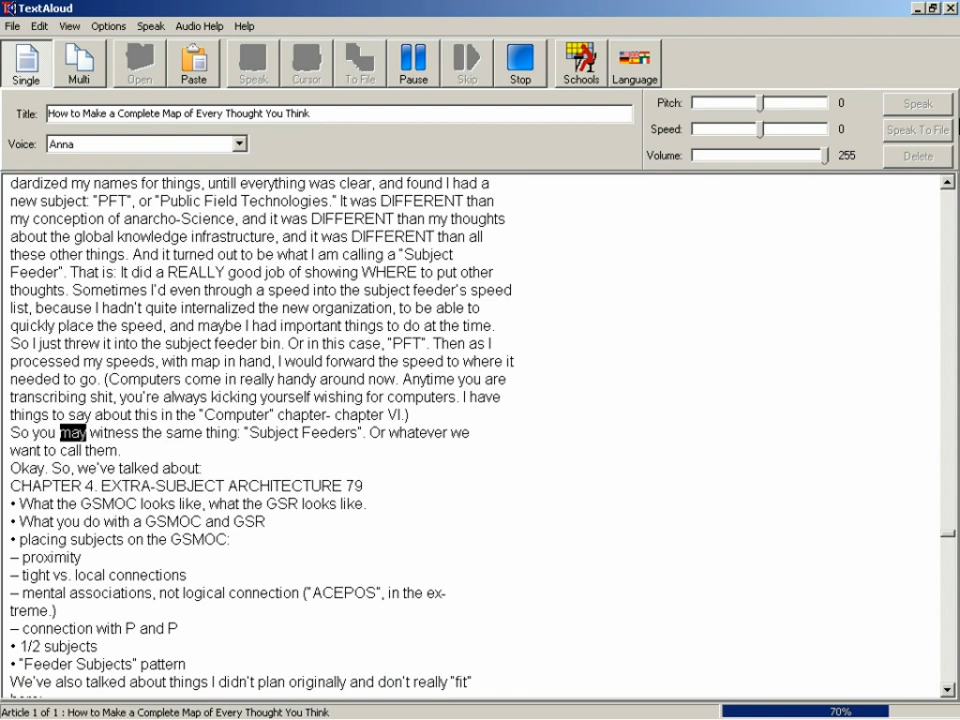 TextAloud
File Edit View Options Speak Audio Help Help
Single Multi Open Paste Speak Cursor To File Pause Skip Stop Schools Language
Title: How to Make a Complete Map of Every Thought You Think
Voice: Anna
Pitch: 0 Speak
Speed: 0 Speak To File
Volume: 255 Delete
dardized my names for things, untill everything was clear, and found I had a
new subject: "PFT", or "Public Field Technologies." It was DIFFERENT than
my conception of anarcho-Science, and it was DIFFERENT than my thoughts
about the global knowledge infrastructure, and it was DIFFERENT than all
these other things. And it turned out to be what I am calling a "Subject
Feeder". That is: It did a REALLY good job of showing WHERE to put other
thoughts. Sometimes I'd even through a speed into the subject feeder's speed
list, because I hadn't quite internalized the new organization, to be able to
quickly place the speed, and maybe I had important things to do at the time.
So I just threw it into the subject feeder bin. Or in this case, "PFT". Then as I
processed my speeds, with map in hand, I would forward the speed to where it
needed to go. (Computers come in really handy around now. Anytime you are
transcribing shit, you're always kicking yourself wishing for computers. I have
things to say about this in the "Computer" chapter- chapter VI.)
So you may witness the same thing: "Subject Feeders". Or whatever we
want to call them.
Okay. So, we've talked about:
CHAPTER 4. EXTRA-SUBJECT ARCHITECTURE 79
• What the GSMOC looks like, what the GSR looks like.
• What you do with a GSMOC and GSR
• placing subjects on the GSMOC:
– proximity
– tight vs. local connections
– mental associations, not logical connection ("ACEPOS", in the ex-
treme.)
– connection with P and P
• 1/2 subjects
• "Feeder Subjects" pattern
We've also talked about things I didn't plan originally and don't really "fit"
Article 1 of 1 : How to Make a Complete Map of Every Thought You Think
70%